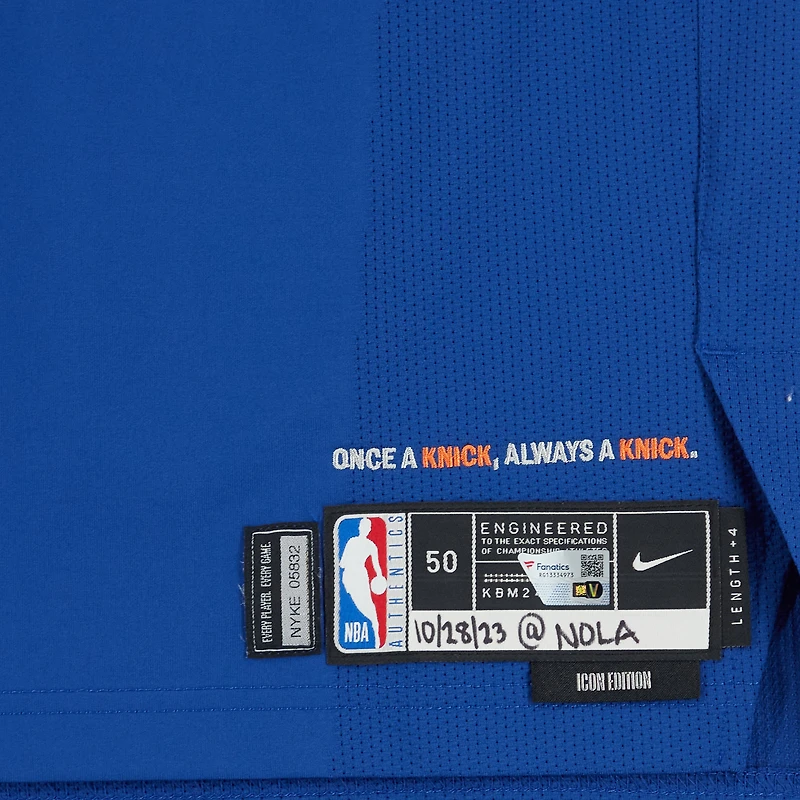 ONCE A KNICK, ALWAYS A KNICK.
EVERY PLAYER. EVERY GAME.
NYKE 05832
NBA
AUTHENTICS
50
ENGINEERED
TO THE EXACT SPECIFICATIONS
OF CHAMPIONSHIP ATHLETES
KBM2
Fanatics
RG13334973
V
LENGTH +4
10/28/23 @ NOLA
ICON EDITION